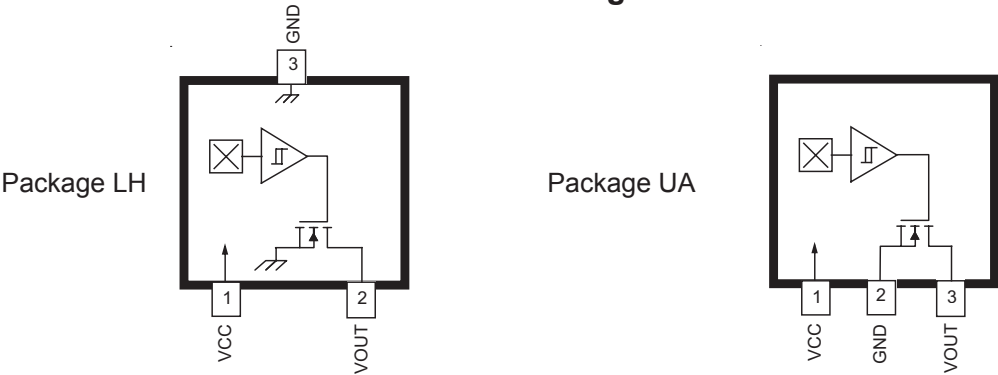 g
GND
3
Package LH
1
2
VCC
VOUT
Package UA
1
2
3
VCC
GND
VOUT